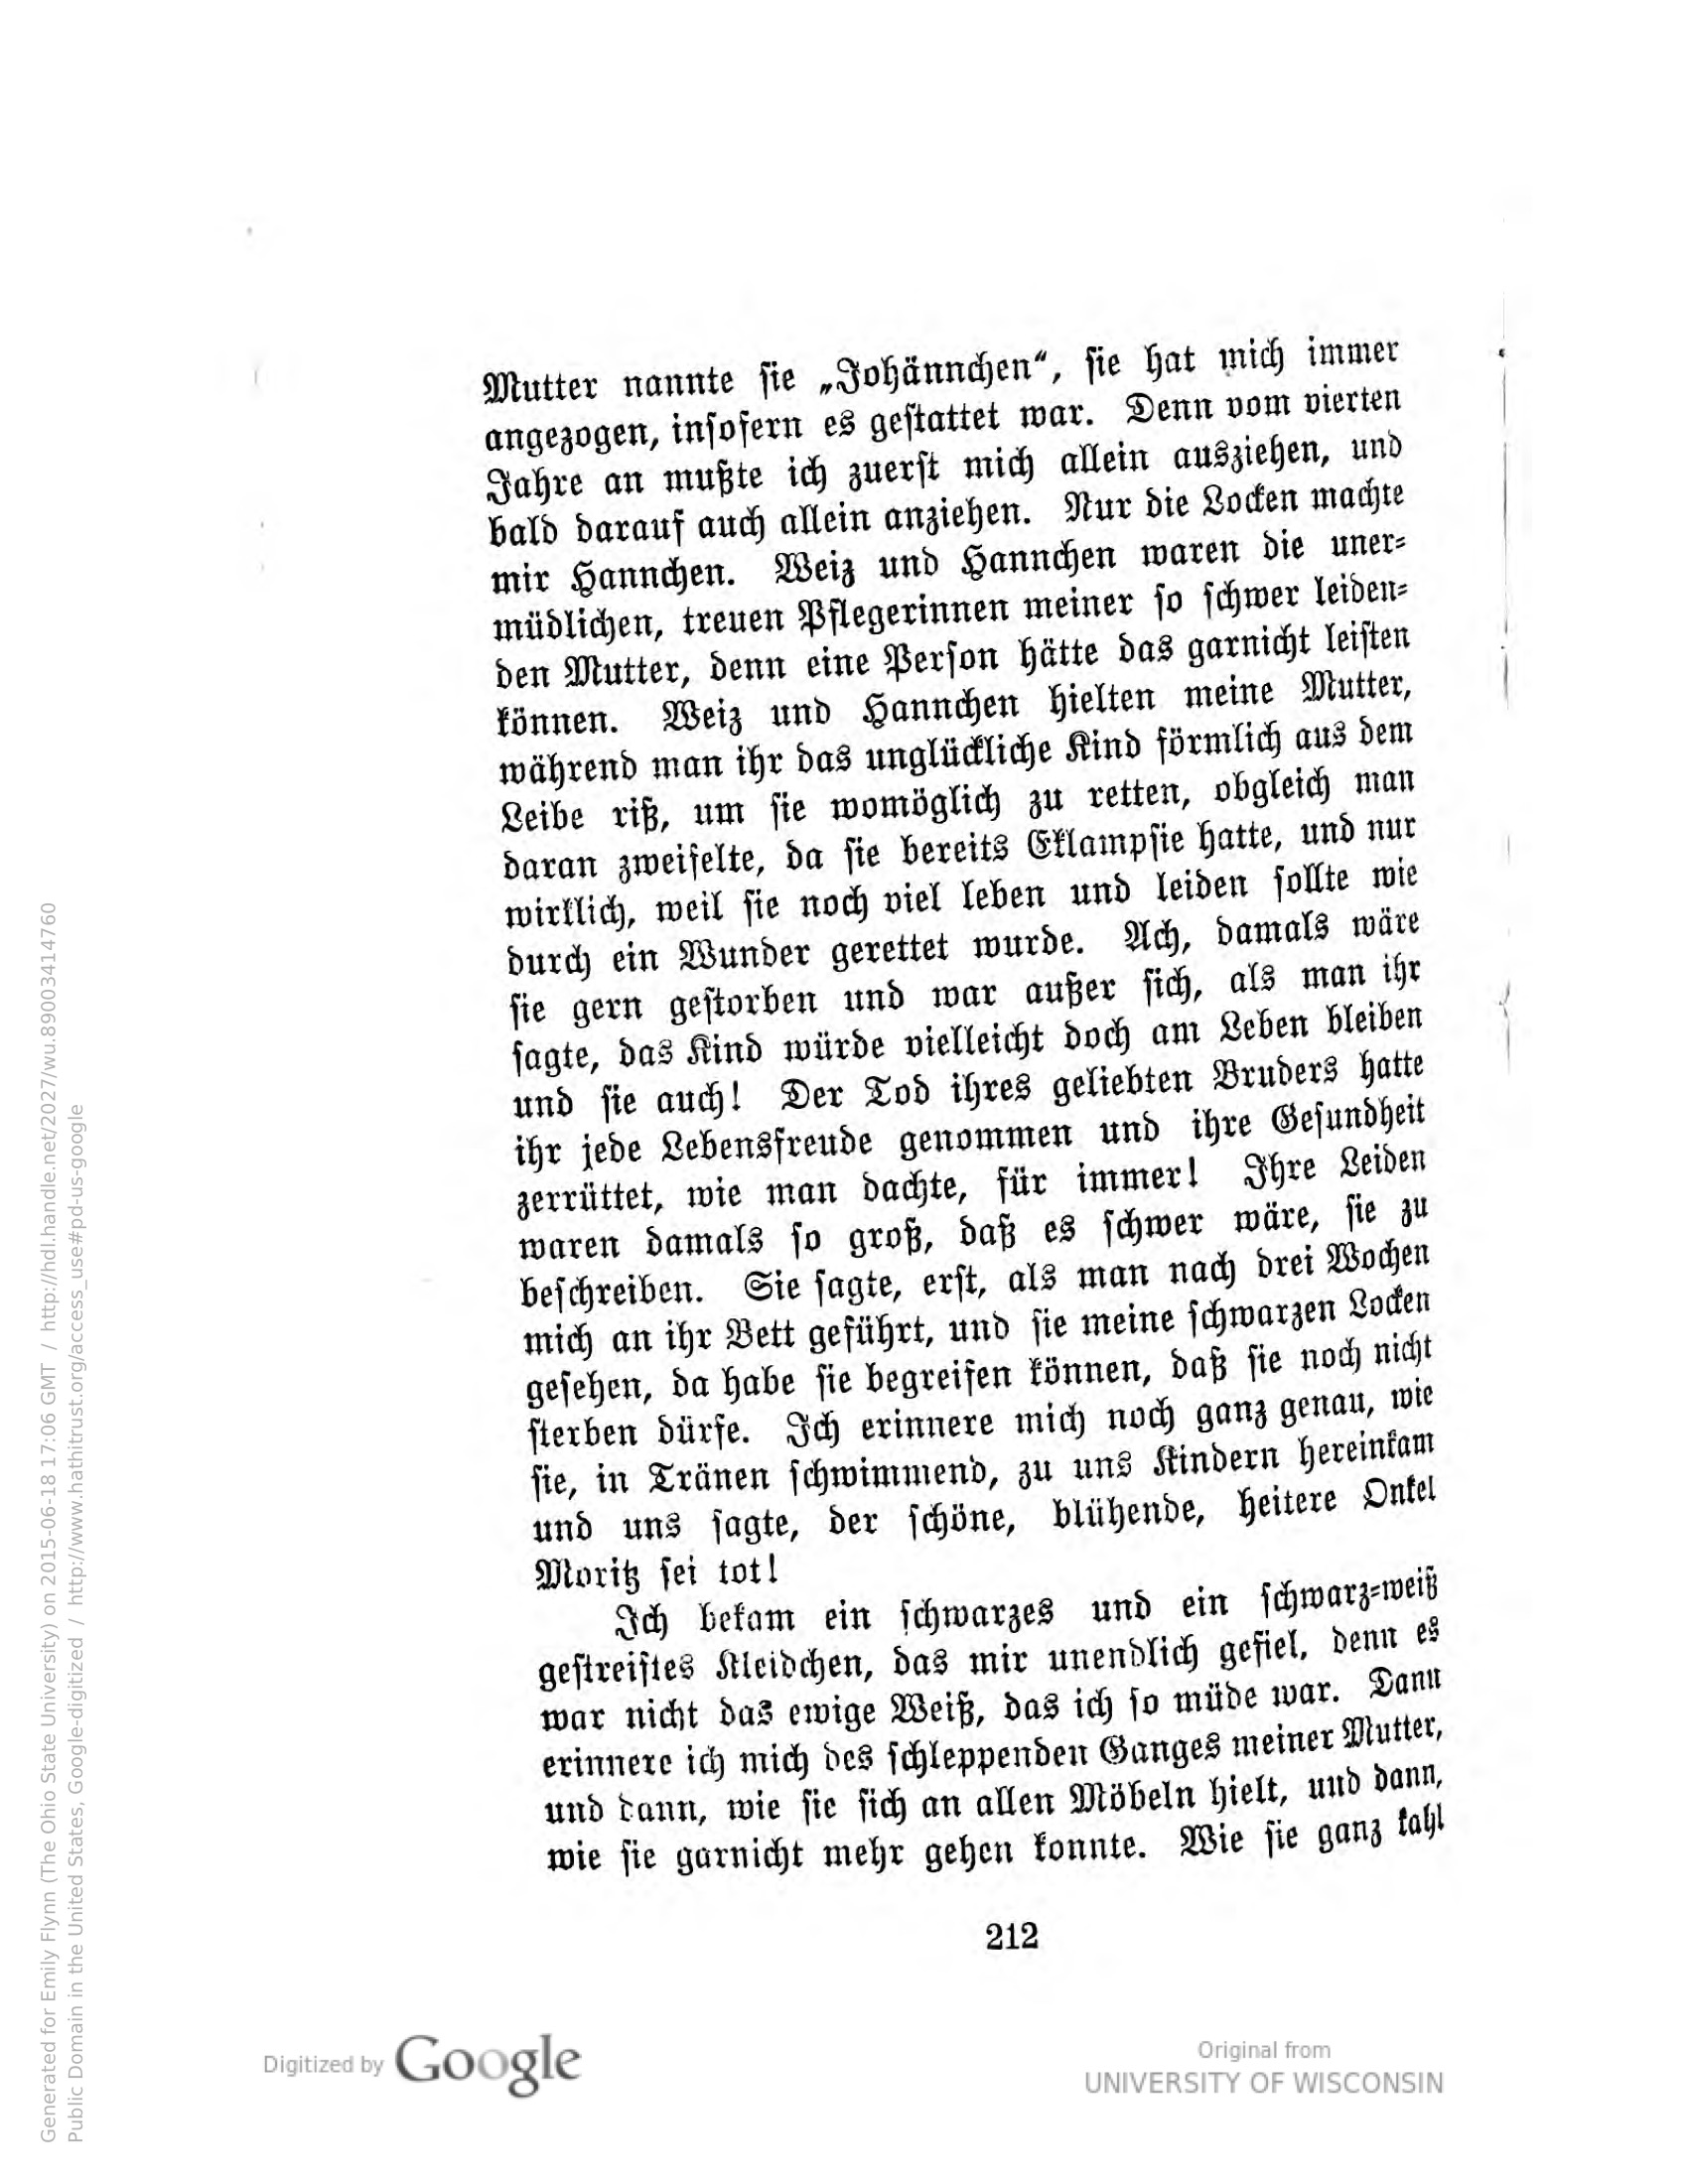 Mutter nannte sie „Johännchen“, sie hat mich immer
angezogen, insofern es gestattet war. Denn vom vierten
Jahre an mußte ich zuerst mich allein ausziehen, und
bald darauf auch allein anziehen. Nur die Locken machte
mir Hannchen. Weiz und Hannchen waren die uner-
müdlichen, treuen Pflegerinnen meiner so schwer leiden-
den Mutter, denn eine Person hätte das garnicht leisten
können. Weiz und Hannchen hielten meine Mutter,
während man ihr das unglückliche Kind förmlich aus dem
Leibe riß, um sie womöglich zu retten, obgleich man
daran zweifelte, da sie bereits Eklampsie hatte, und nur
wirklich, weil sie noch viel leben und leiden sollte wie
durch ein Wunder gerettet wurde. Ach, damals wäre
sie gern gestorben und war außer sich, als man ihr
sagte, das Kind würde vielleicht doch am Leben bleiben
und sie auch! Der Tod ihres geliebten Bruders hatte
ihr jede Lebensfreude genommen und ihre Gesundheit
zerrüttet, wie man dachte, für immer! Ihre Leiden
waren damals so groß, daß es schwer wäre, sie zu
beschreiben. Sie sagte, erst, als man nach drei Wochen
mich an ihr Bett geführt, und sie meine schwarzen Locken
gesehen, da habe sie begreifen können, daß sie noch nicht
sterben dürfe. Ich erinnere mich noch ganz genau, wie
sie, in Tränen schwimmend, zu uns Kindern hereinkam
und uns sagte, der schöne, blühende, heitere Onkel
Moritz sei tot!
Ich bekam ein schwarzes und ein schwarz-weiß
gestreiftes Kleidchen, das mir unendlich gefiel, denn es
war nicht das ewige Weiß, das ich so müde war. Dann
erinnere ich mich des schleppenden Ganges meiner Mutter,
und dann, wie sie sich an allen Möbeln hielt, und dann,
wie sie garnicht mehr gehen konnte. Wie sie ganz kahl
212
Digitized by Google
Original from
UNIVERSITY OF WISCONSIN
Generated for Emily Flynn (The Ohio State University) on 2015-06-18 17:06 GMT / http://hdl.handle.net/2027/wu.89003414760
Public Domain in the United States, Google-digitized / http://www.hathitrust.org/access_use#pd-us-google